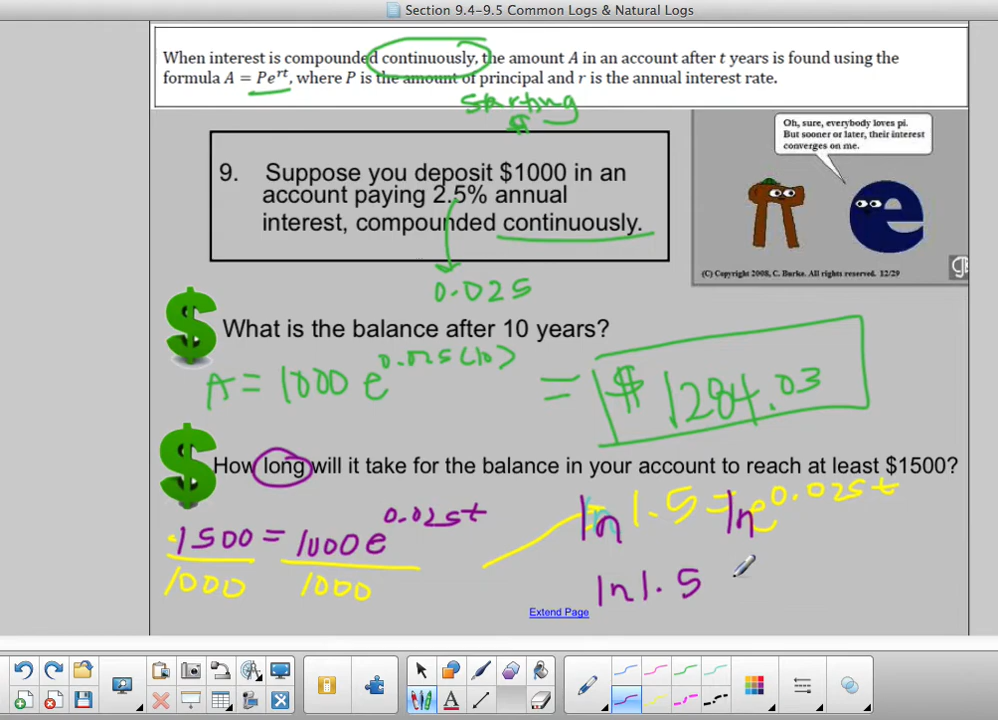 Section 9.4-9.5 Common Logs & Natural Logs
When interest is compounded continuously, the amount A in an account after t years is found using the
formula A = Pe^rt, where P is the amount of principal and r is the annual interest rate.
starting
$
Oh, sure, everybody loves pi.
But sooner or later, their interest
converges on me.
9. Suppose you deposit $1000 in an
account paying 2.5% annual
interest, compounded continuously.
(C) Copyright 2008, C. Burke. All rights reserved. 12/29
0.025
$ What is the balance after 10 years?
A = 1000 e^0.025(10) = $ 1284.03
$ How long will it take for the balance in your account to reach at least $1500?
1500 = 1000 e^0.025t
1000 1000
ln 1.5 = ln e^0.025t
ln 1.5
Extend Page